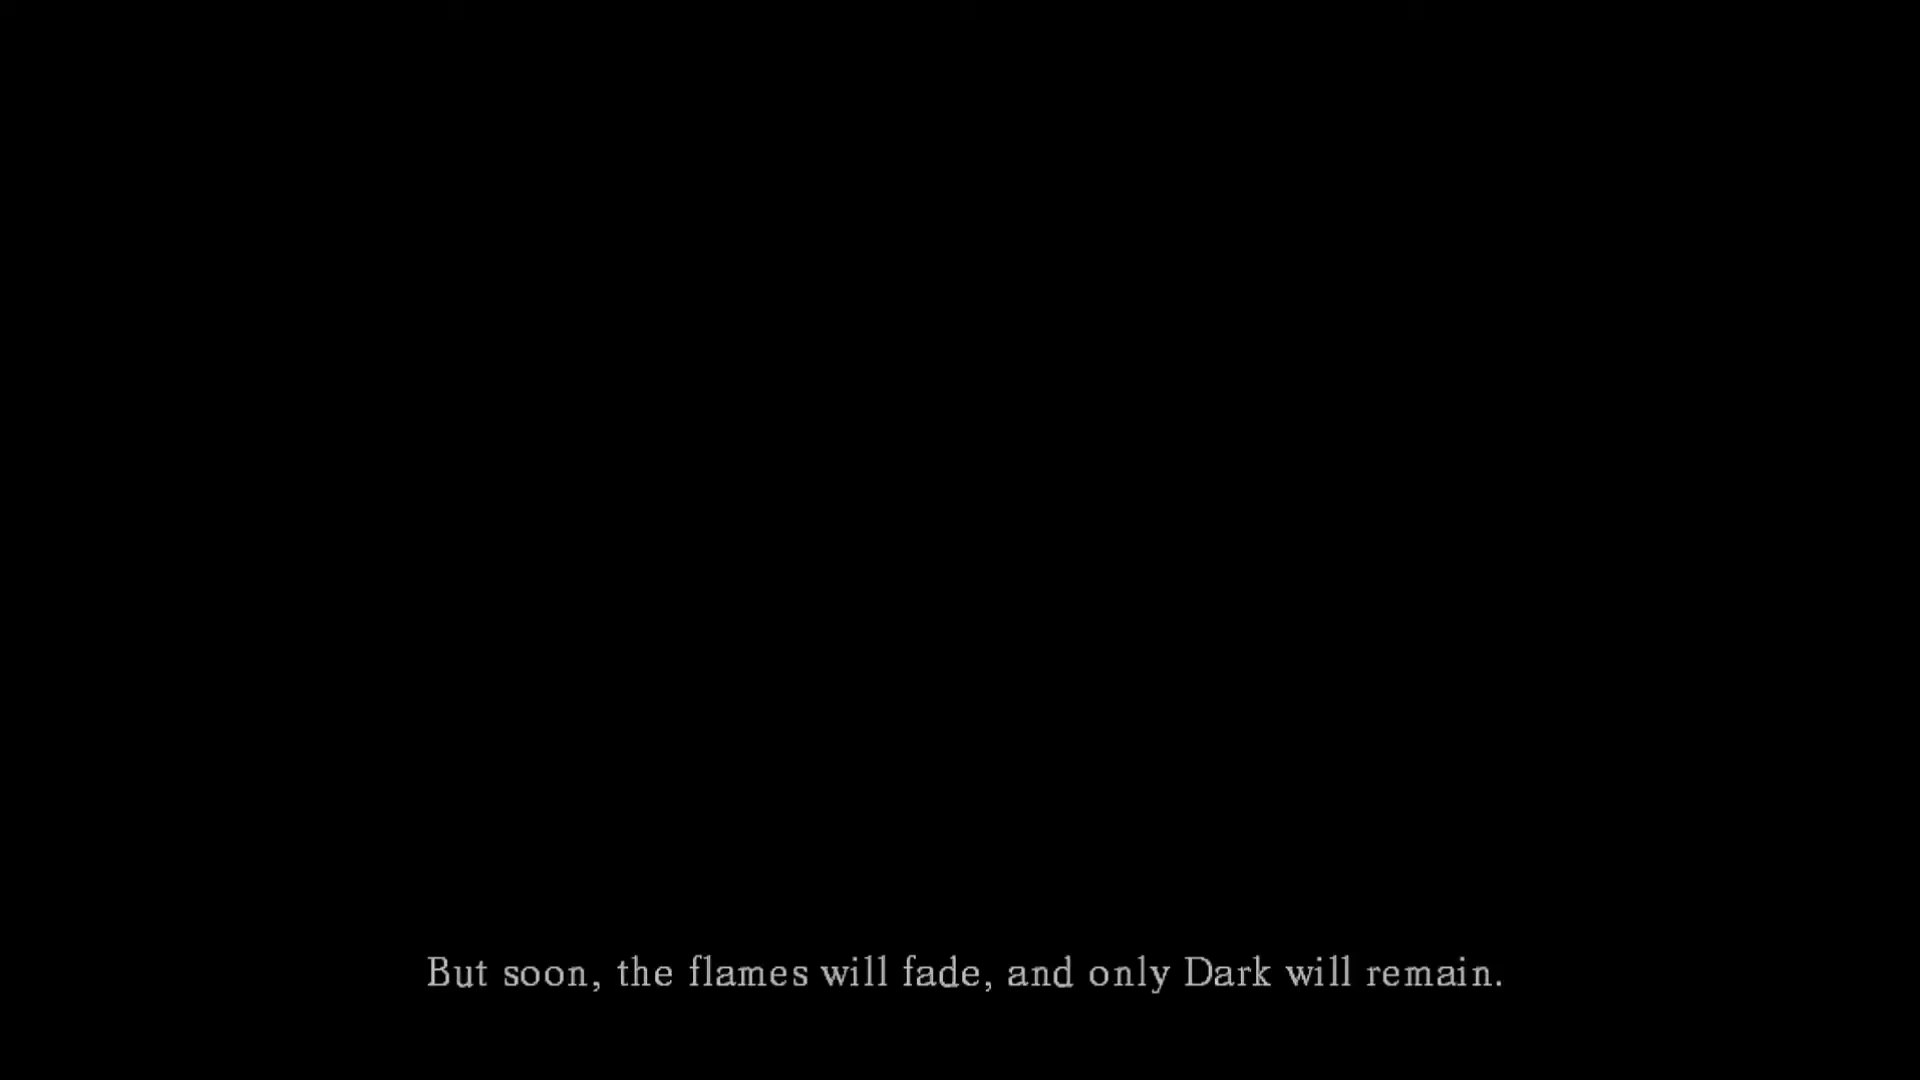 But soon, the flames will fade, and only Dark will remain.